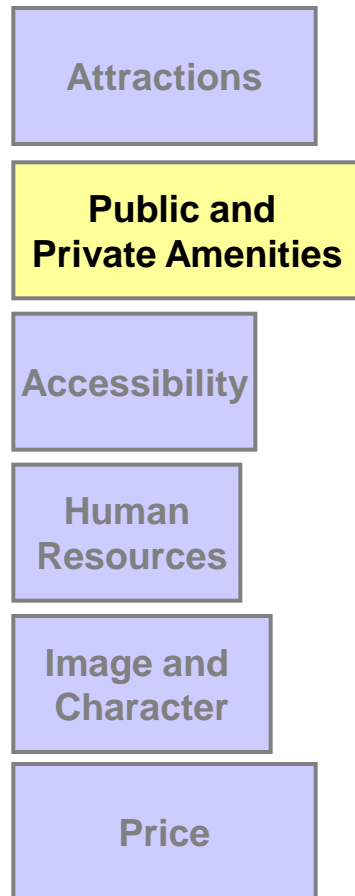 Attractions
Public and
Private Amenities
Accessibility
Human
Resources
Image and
Character
Price